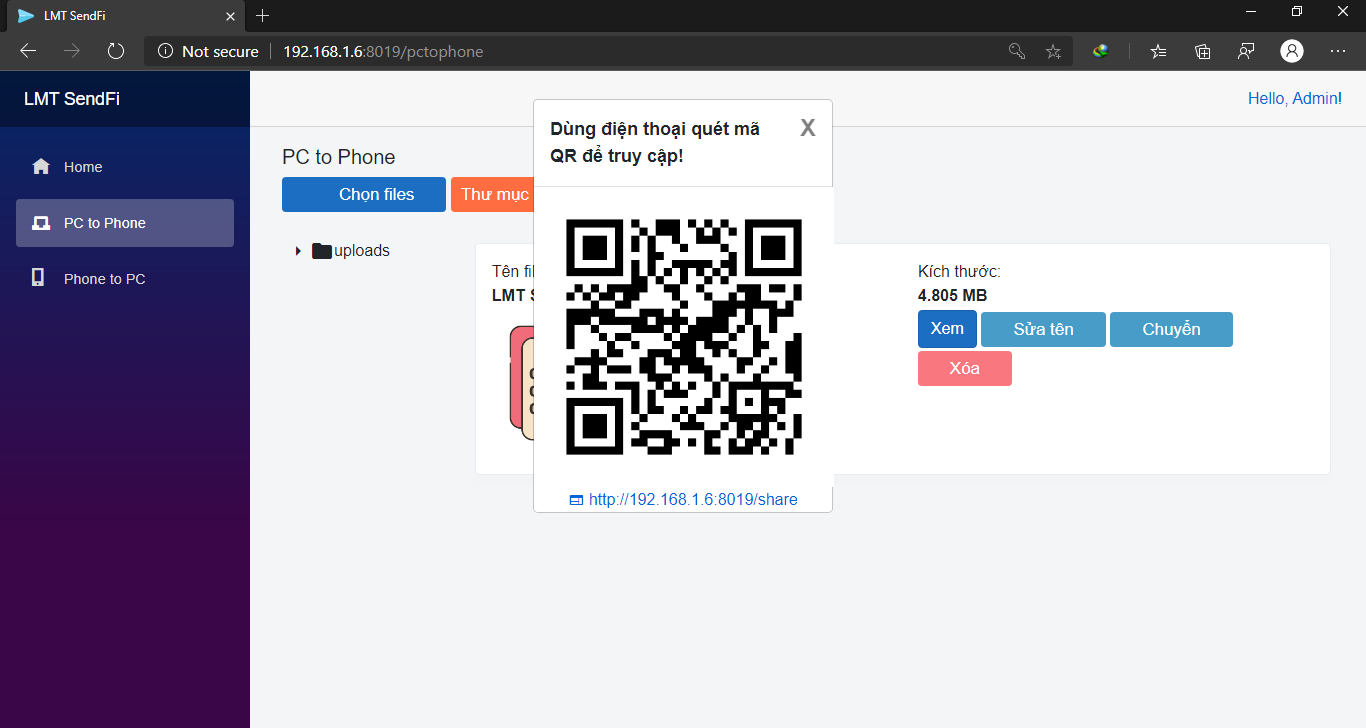 LMT SendFi
Not secure
192.168.1.6:8019/pctophone
LMT SendFi
Hello, Admin!
Home
PC to Phone
Phone to PC
PC to Phone
Chọn files
Thư mục
uploads
Dùng điện thoại quét mã
QR để truy cập!
X
http://192.168.1.6:8019/share
Tên fil
LMT S
Kích thước:
4.805 MB
Xem
Sửa tên
Chuyển
Xóa